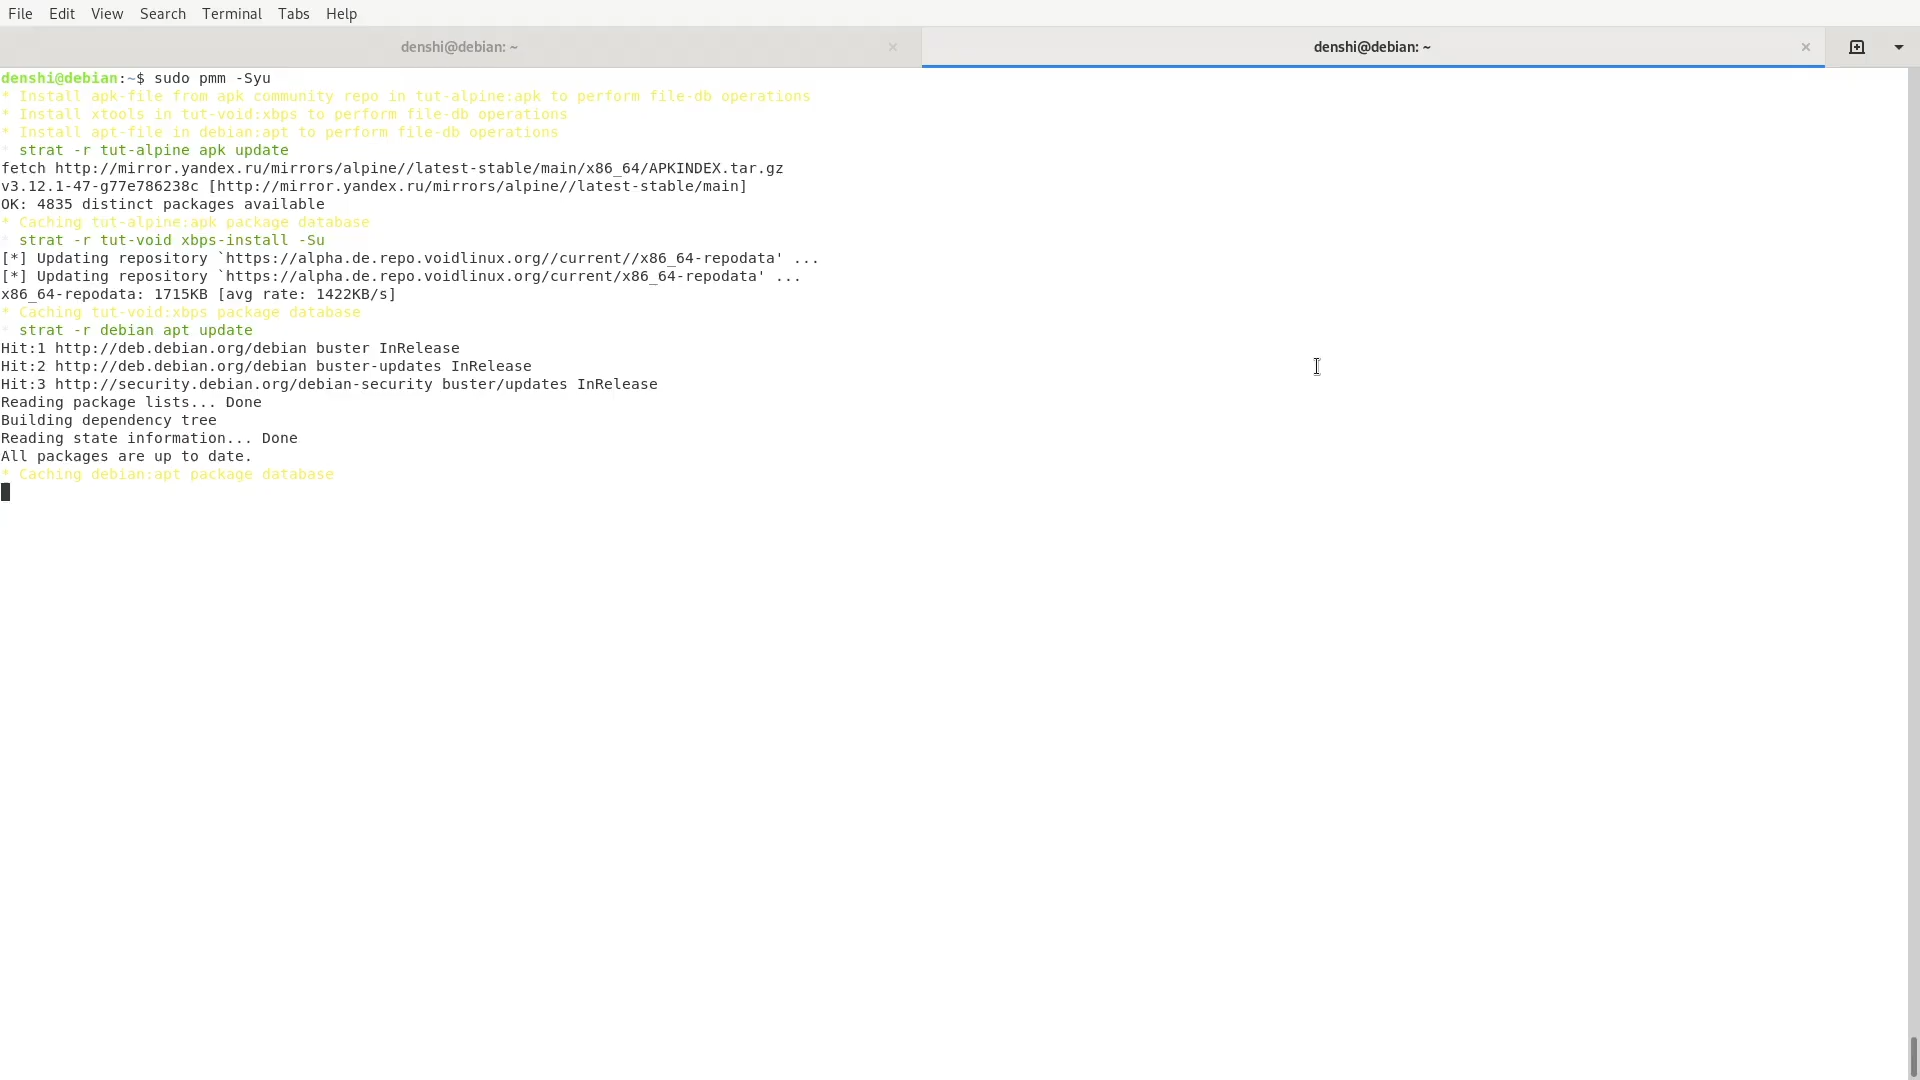 File Edit View Search Terminal Tabs Help
denshi@debian: ~ × denshi@debian: ~ ×
denshi@debian:~$ sudo pmm -Syu
* Install apk-file from apk community repo in tut-alpine:apk to perform file-db operations
* Install xtools in tut-void:xbps to perform file-db operations
* Install apt-file in debian:apt to perform file-db operations
* strat -r tut-alpine apk update
fetch http://mirror.yandex.ru/mirrors/alpine//latest-stable/main/x86_64/APKINDEX.tar.gz
v3.12.1-47-g77e786238c [http://mirror.yandex.ru/mirrors/alpine//latest-stable/main]
OK: 4835 distinct packages available
* Caching tut-alpine:apk package database
* strat -r tut-void xbps-install -Su
[*] Updating repository `https://alpha.de.repo.voidlinux.org//current//x86_64-repodata' ...
[*] Updating repository `https://alpha.de.repo.voidlinux.org/current/x86_64-repodata' ...
x86_64-repodata: 1715KB [avg rate: 1422KB/s]
* Caching tut-void:xbps package database
* strat -r debian apt update
Hit:1 http://deb.debian.org/debian buster InRelease
Hit:2 http://deb.debian.org/debian buster-updates InRelease
Hit:3 http://security.debian.org/debian-security buster/updates InRelease
Reading package lists... Done
Building dependency tree
Reading state information... Done
All packages are up to date.
* Caching debian:apt package database